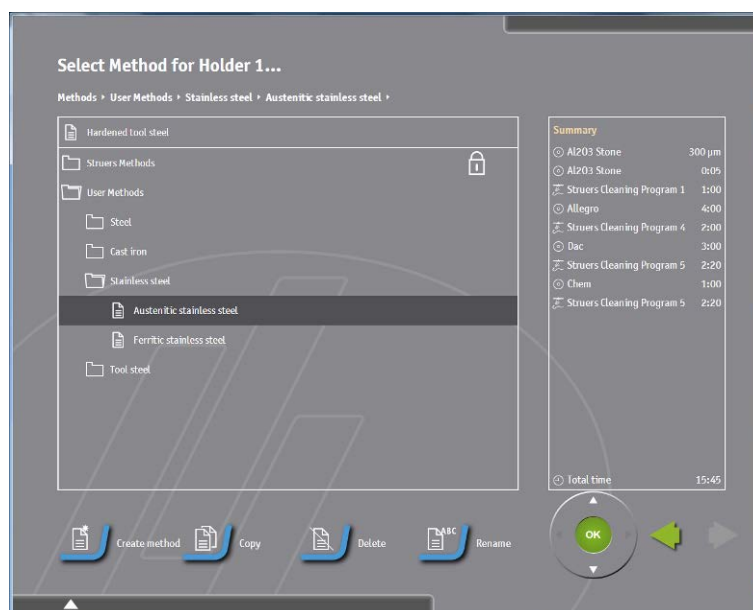 Select Method for Holder 1...
Methods ‣ User Methods ‣ Stainless steel ‣ Austenitic stainless steel ‣
Hardened tool steel
Struers Methods
User Methods
Steel
Cast iron
Stainless steel
Austenitic stainless steel
Ferritic stainless steel
Tool steel
Summary
Al2O3 Stone 300 µm
Al2O3 Stone 0:05
Struers Cleaning Program 1 1:00
Allegro 4:00
Struers Cleaning Program 4 2:00
Dac 3:00
Struers Cleaning Program 5 2:20
Chem 1:00
Struers Cleaning Program 5 2:20
Total time 15:45
Create method
Copy
Delete
ABC
Rename
OK